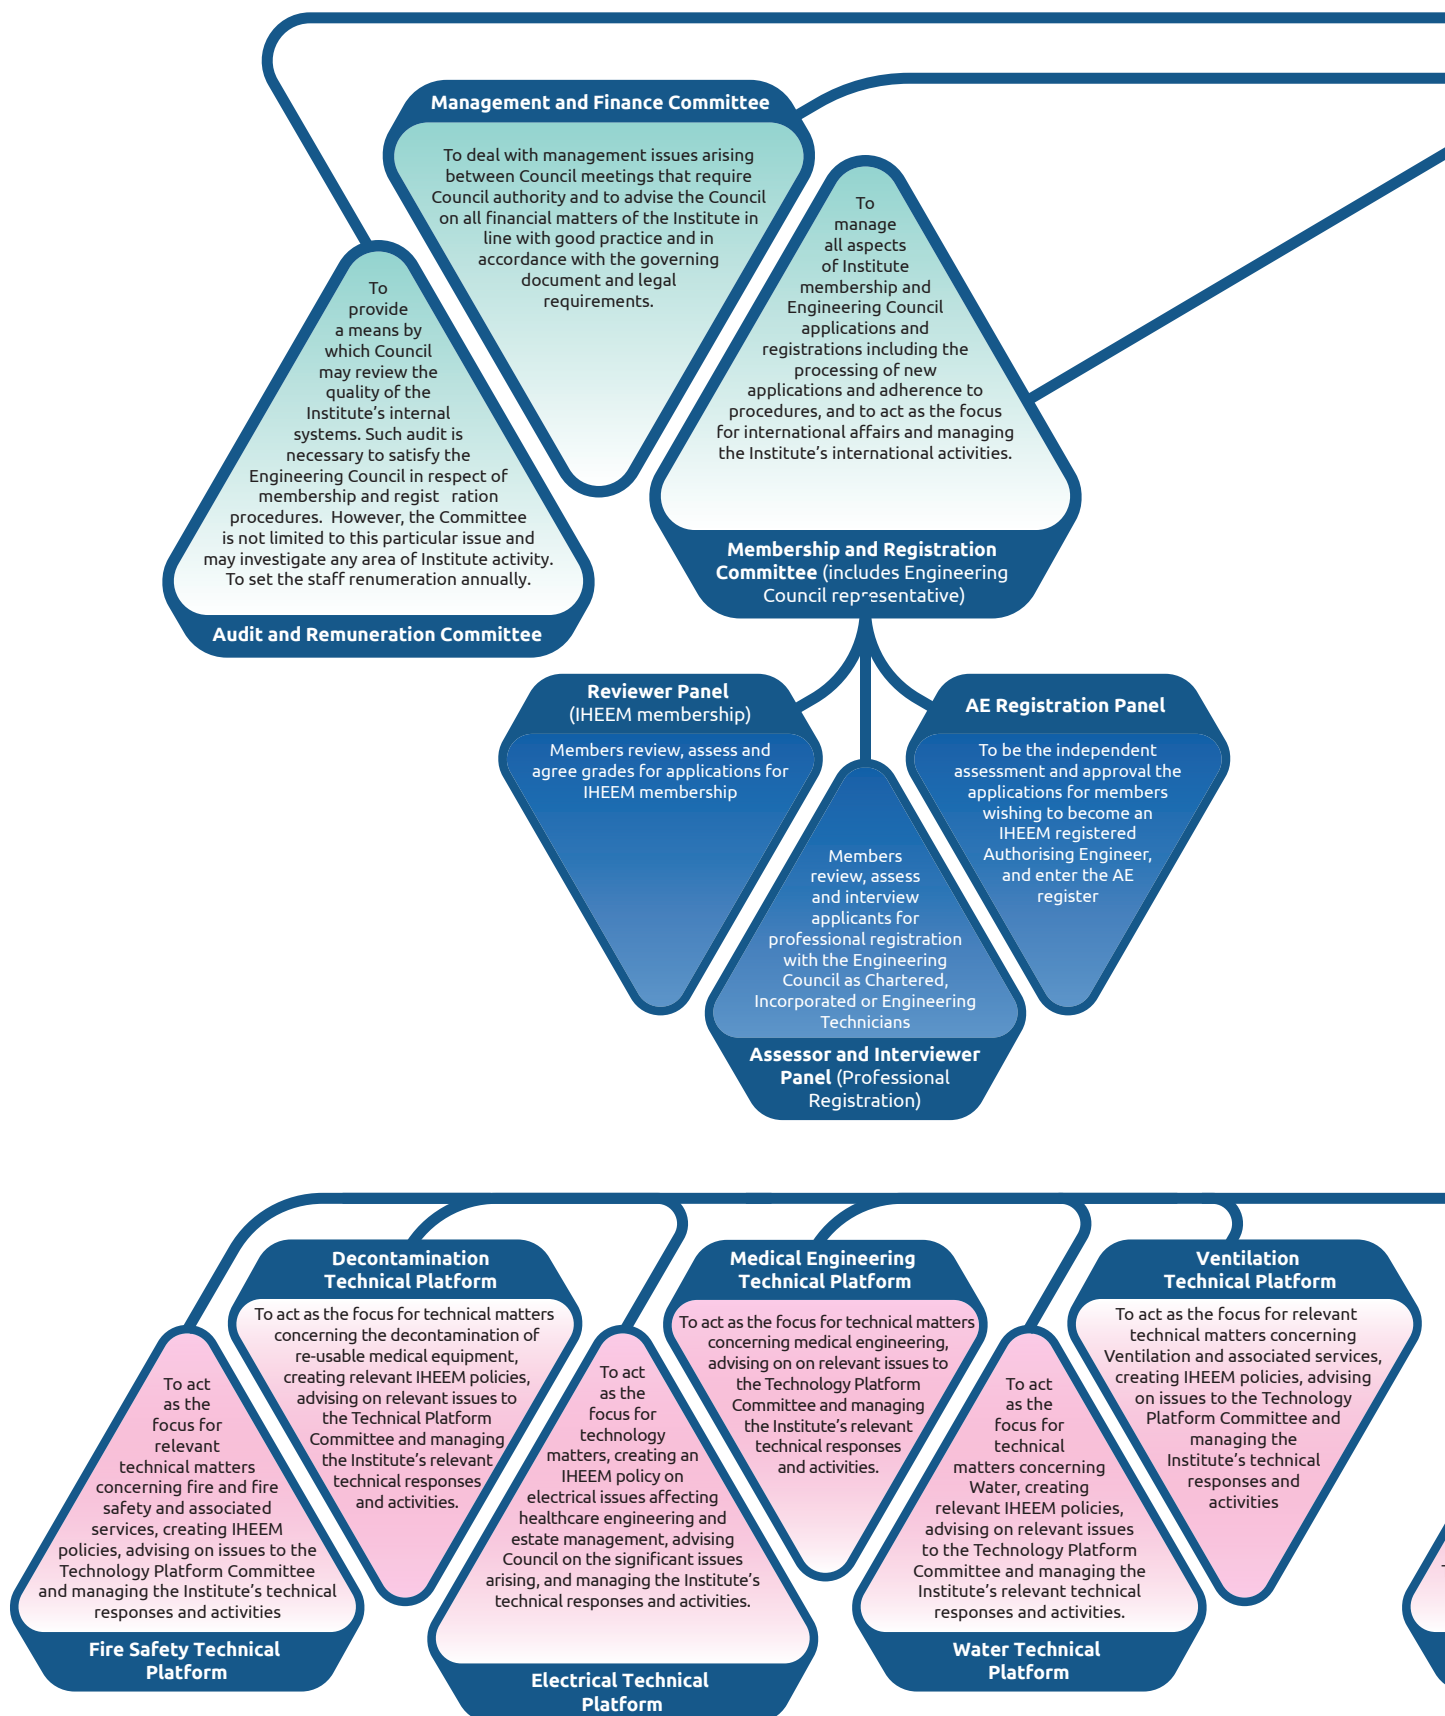 Management and Finance Committee
To deal with management issues arising
between Council meetings that require
Council authority and to advise the Council
on all financial matters of the Institute in
line with good practice and in
accordance with the governing
document and legal
requirements.
To
manage
all aspects
of Institute
membership and
Engineering Council
applications and
registrations including the
processing of new
applications and adherence to
procedures, and to act as the focus
for international affairs and managing
the Institute's international activities.
Membership and Registration
Committee (includes Engineering
Council representative)
To
provide
a means by
which Council
may review the
quality of the
Institute's internal
systems. Such audit is
necessary to satisfy the
Engineering Council in respect of
membership and regist ration
procedures. However, the Committee
is not limited to this particular issue and
may investigate any area of Institute activity.
To set the staff renumeration annually.
Audit and Remuneration Committee
Reviewer Panel
(IHEEM membership)
Members review, assess and
agree grades for applications for
IHEEM membership
Members
review, assess
and interview
applicants for
professional registration
with the Engineering
Council as Chartered,
Incorporated or Engineering
Technicians
Assessor and Interviewer
Panel (Professional
Registration)
AE Registration Panel
To be the independent
assessment and approval the
applications for members
wishing to become an
IHEEM registered
Authorising Engineer,
and enter the AE
register
To act
as the
focus for
relevant
technical matters
concerning fire and fire
safety and associated
services, creating IHEEM
policies, advising on issues to the
Technology Platform Committee
and managing the Institute's technical
responses and activities
Fire Safety Technical
Platform
Decontamination
Technical Platform
To act as the focus for technical matters
concerning the decontamination of
re-usable medical equipment,
creating relevant IHEEM policies,
advising on relevant issues to
the Technical Platform
Committee and managing
the Institute's relevant
technical responses
and activities.
To act
as the
focus for
technology
matters, creating an
IHEEM policy on
electrical issues affecting
healthcare engineering and
estate management, advising
Council on the significant issues
arising, and managing the Institute's
technical responses and activities.
Electrical Technical
Platform
Medical Engineering
Technical Platform
To act as the focus for technical matters
concerning medical engineering,
advising on on relevant issues to
the Technology Platform
Committee and managing
the Institute's relevant
technical responses
and activities.
To act
as the
focus for
technical
matters concerning
Water, creating
relevant IHEEM policies,
advising on relevant issues
to the Technology Platform
Committee and managing the
Institute's relevant technical
responses and activities.
Water Technical
Platform
Ventilation
Technical Platform
To act as the focus for relevant
technical matters concerning
Ventilation and associated services,
creating IHEEM policies, advising
on issues to the Technology
Platform Committee and
managing the
Institute's technical
responses and
activities